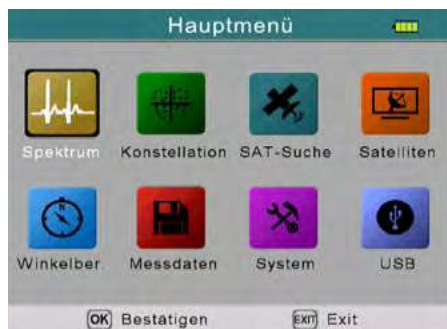 Hauptmenü
Spektrum Konstellation SAT-Suche Satelliten
N
Winkelber. Messdaten System USB
OK Bestätigen EXIT Exit